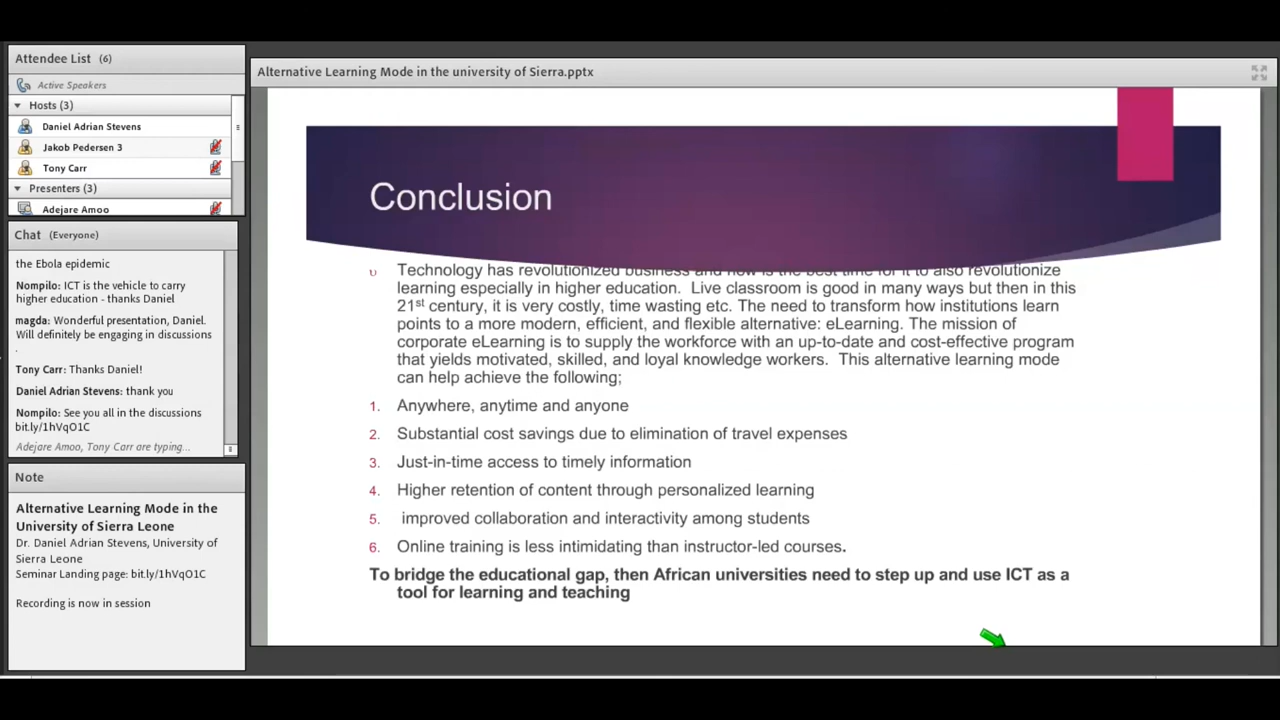 Attendee List (6)
Active Speakers
Hosts (3)
Daniel Adrian Stevens
Jakob Pedersen 3
Tony Carr
Presenters (3)
Adejare Amoo
Chat (Everyone)
the Ebola epidemic
Nompilo: ICT is the vehicle to carry
higher education - thanks Daniel
magda: Wonderful presentation, Daniel.
Will definitely be engaging in discussions
.
Tony Carr: Thanks Daniel!
Daniel Adrian Stevens: thank you
Nompilo: See you all in the discussions
bit.ly/1hVqO1C
Adejare Amoo, Tony Carr are typing...
Note
Alternative Learning Mode in the
University of Sierra Leone
Dr. Daniel Adrian Stevens, University of
Sierra Leone
Seminar Landing page: bit.ly/1hVqO1C
Recording is now in session
Alternative Learning Mode in the university of Sierra.pptx
Conclusion
Technology has revolutionized business and now is the best time for it to also revolutionize
learning especially in higher education. Live classroom is good in many ways but then in this
21st century, it is very costly, time wasting etc. The need to transform how institutions learn
points to a more modern, efficient, and flexible alternative: eLearning. The mission of
corporate eLearning is to supply the workforce with an up-to-date and cost-effective program
that yields motivated, skilled, and loyal knowledge workers. This alternative learning mode
can help achieve the following;
1. Anywhere, anytime and anyone
2. Substantial cost savings due to elimination of travel expenses
3. Just-in-time access to timely information
4. Higher retention of content through personalized learning
5. improved collaboration and interactivity among students
6. Online training is less intimidating than instructor-led courses.
To bridge the educational gap, then African universities need to step up and use ICT as a
tool for learning and teaching